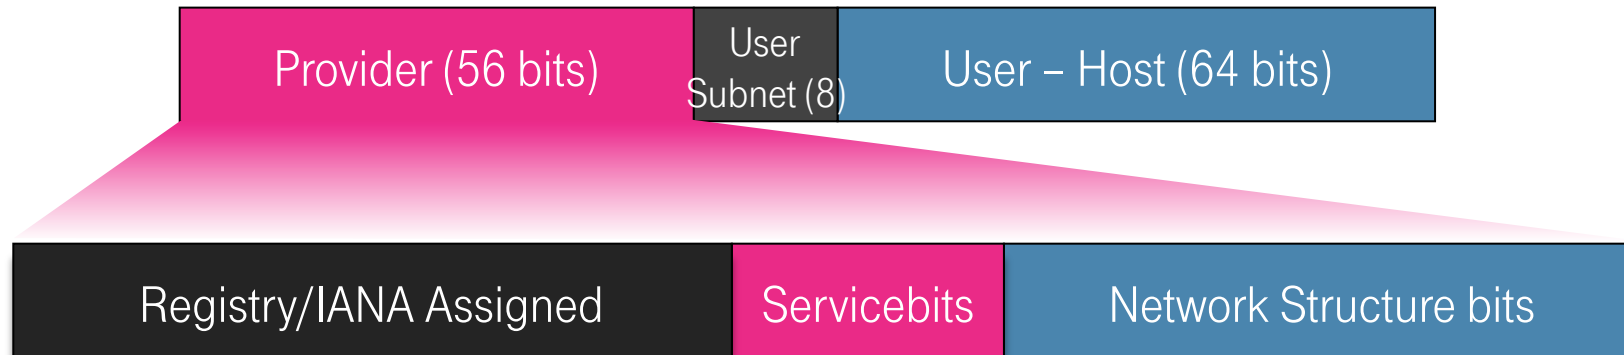 Provider (56 bits)
User
Subnet (8)
User – Host (64 bits)
Registry/IANA Assigned
Servicebits
Network Structure bits